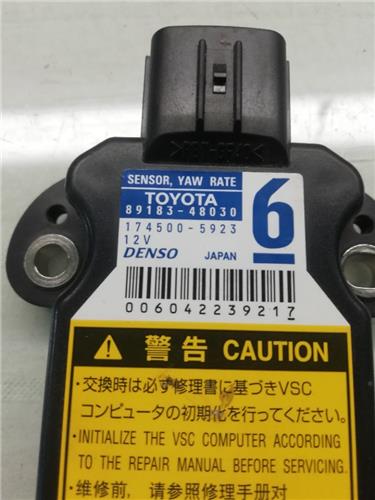 SENSOR, YAW RATE
TOYOTA
89183-48030
174500-5923
12V
DENSO JAPAN
6
006042239217
警告 CAUTION
・交換時は必ず修理書に基づきVSC
コンピュータの初期化を行ってください。
・INITIALIZE THE VSC COMPUTER ACCORDING
TO THE REPAIR MANUAL BEFORE SERVICING.
・维修前，请参照修理手册对